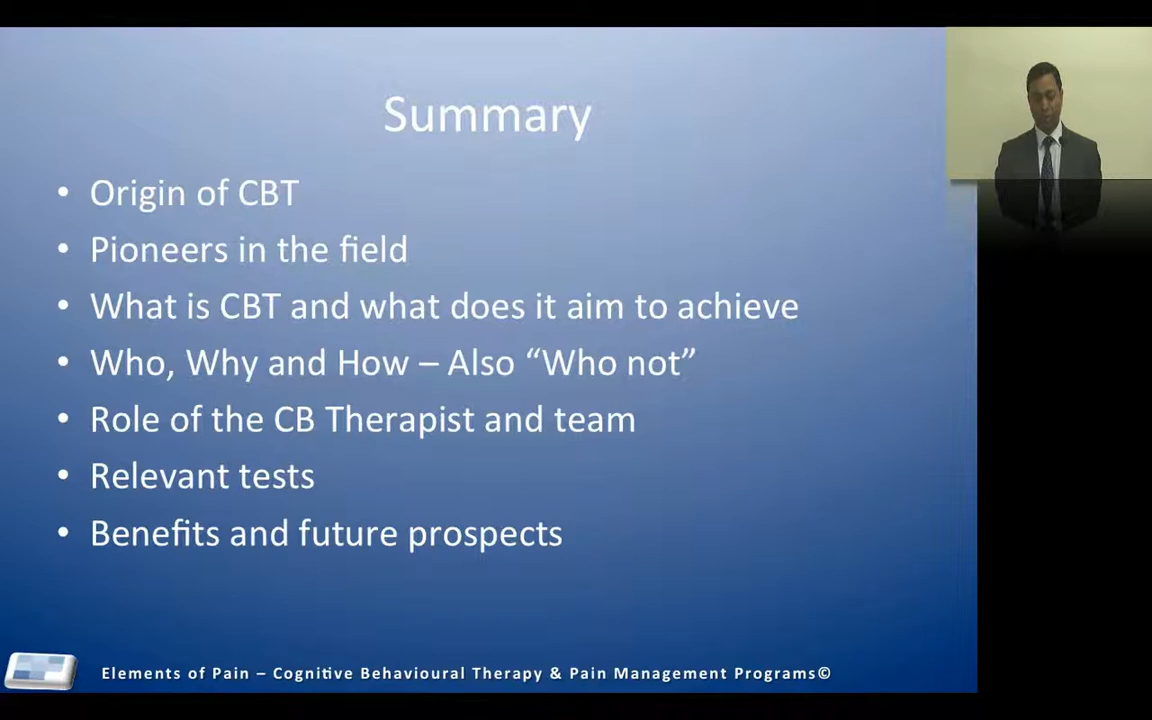 Summary
• Origin of CBT
• Pioneers in the field
• What is CBT and what does it aim to achieve
• Who, Why and How – Also “Who not”
• Role of the CB Therapist and team
• Relevant tests
• Benefits and future prospects
Elements of Pain – Cognitive Behavioural Therapy & Pain Management Programs©